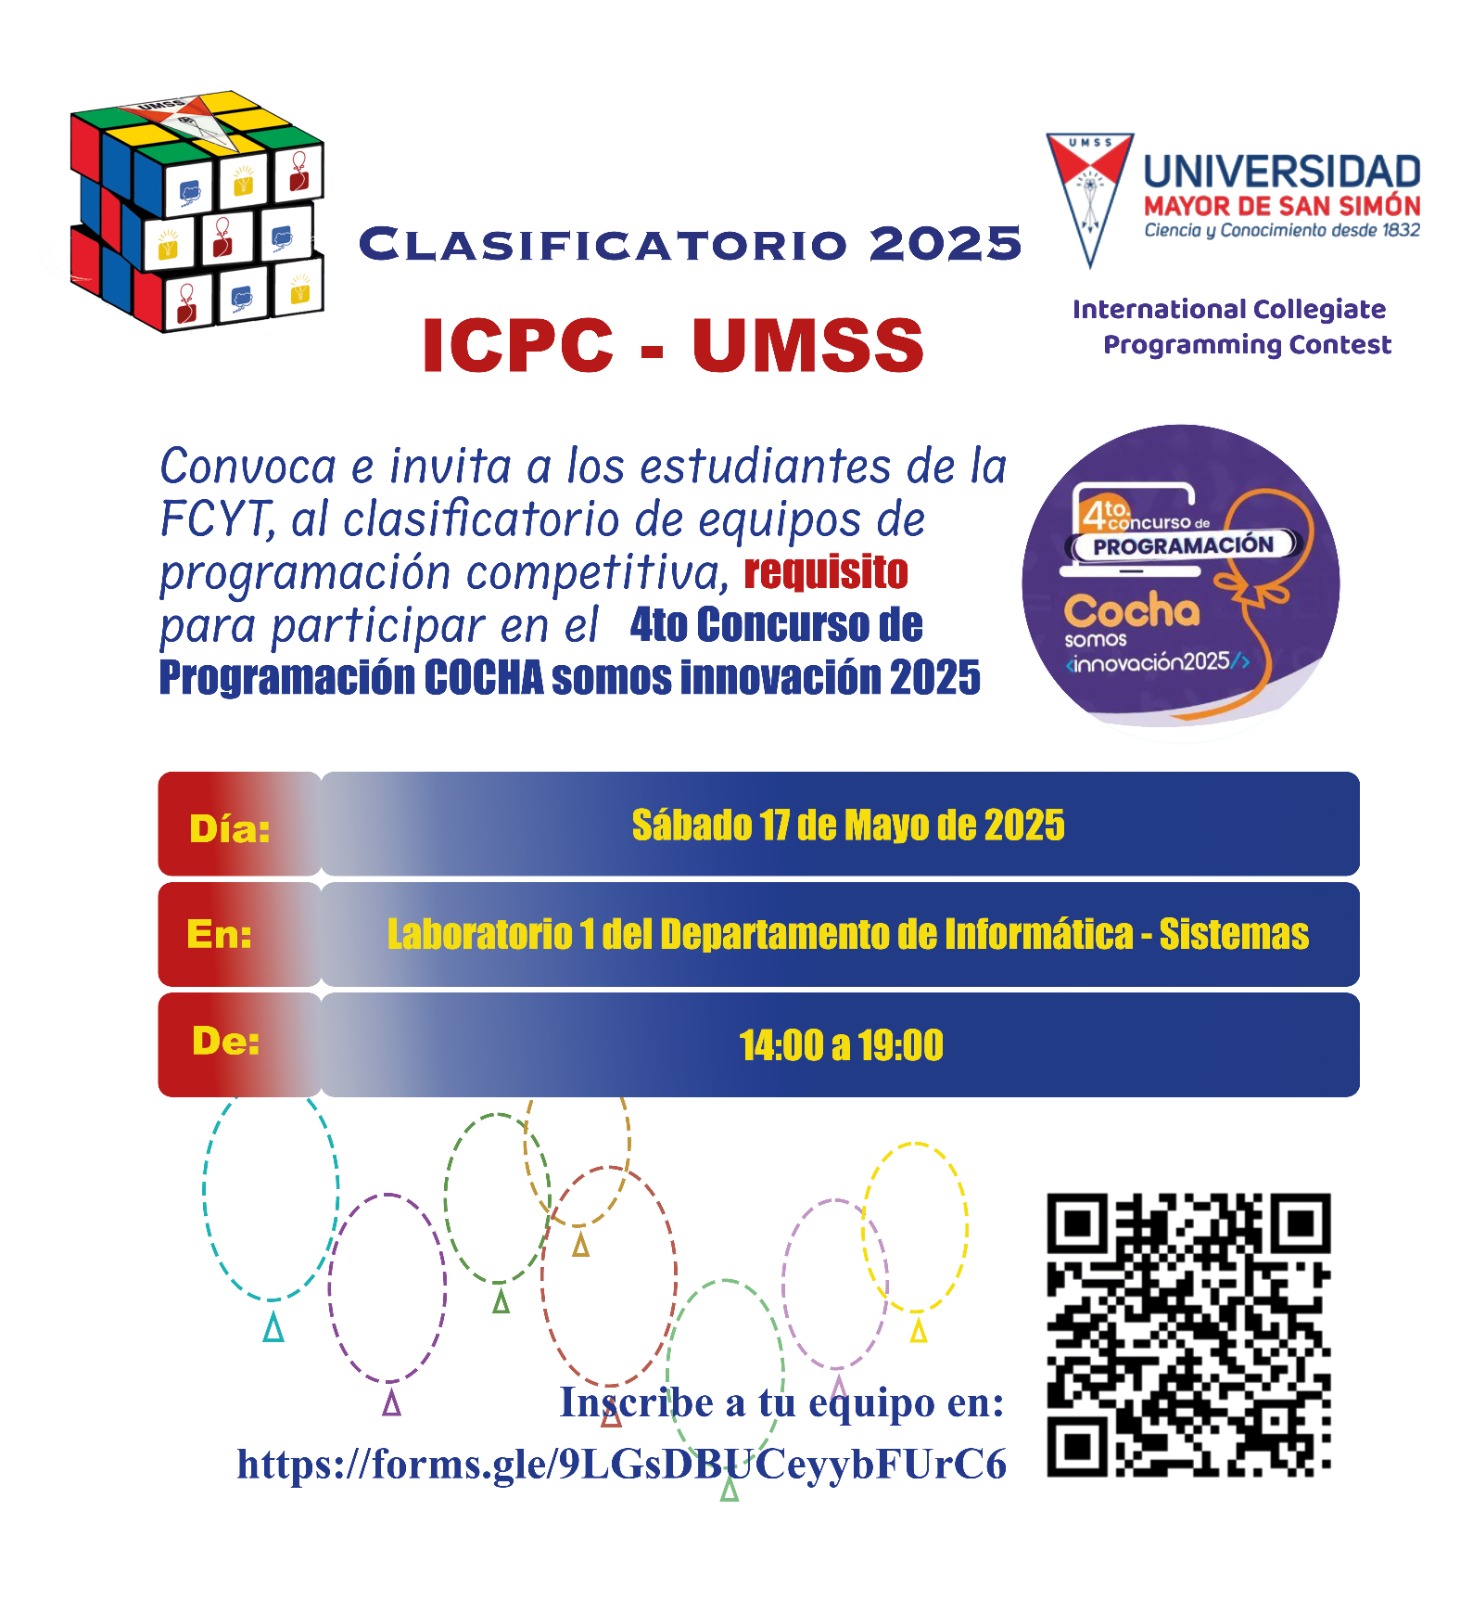 UMSS
UMSS
UNIVERSIDAD
MAYOR DE SAN SIMÓN
Ciencia y Conocimiento desde 1832
CLASIFICATORIO 2025
ICPC - UMSS
International Collegiate
Programming Contest
Convoca e invita a los estudiantes de la
FCYT, al clasificatorio de equipos de
programación competitiva, requisito
para participar en el 4to Concurso de
Programación COCHA somos innovación 2025
4to.
concurso de
PROGRAMACIÓN
Cocha
somos
<innovación2025/>
Día: Sábado 17 de Mayo de 2025
En: Laboratorio 1 del Departamento de Informática - Sistemas
De: 14:00 a 19:00
Inscribe a tu equipo en:
https://forms.gle/9LGsDBUCeyybFUrC6